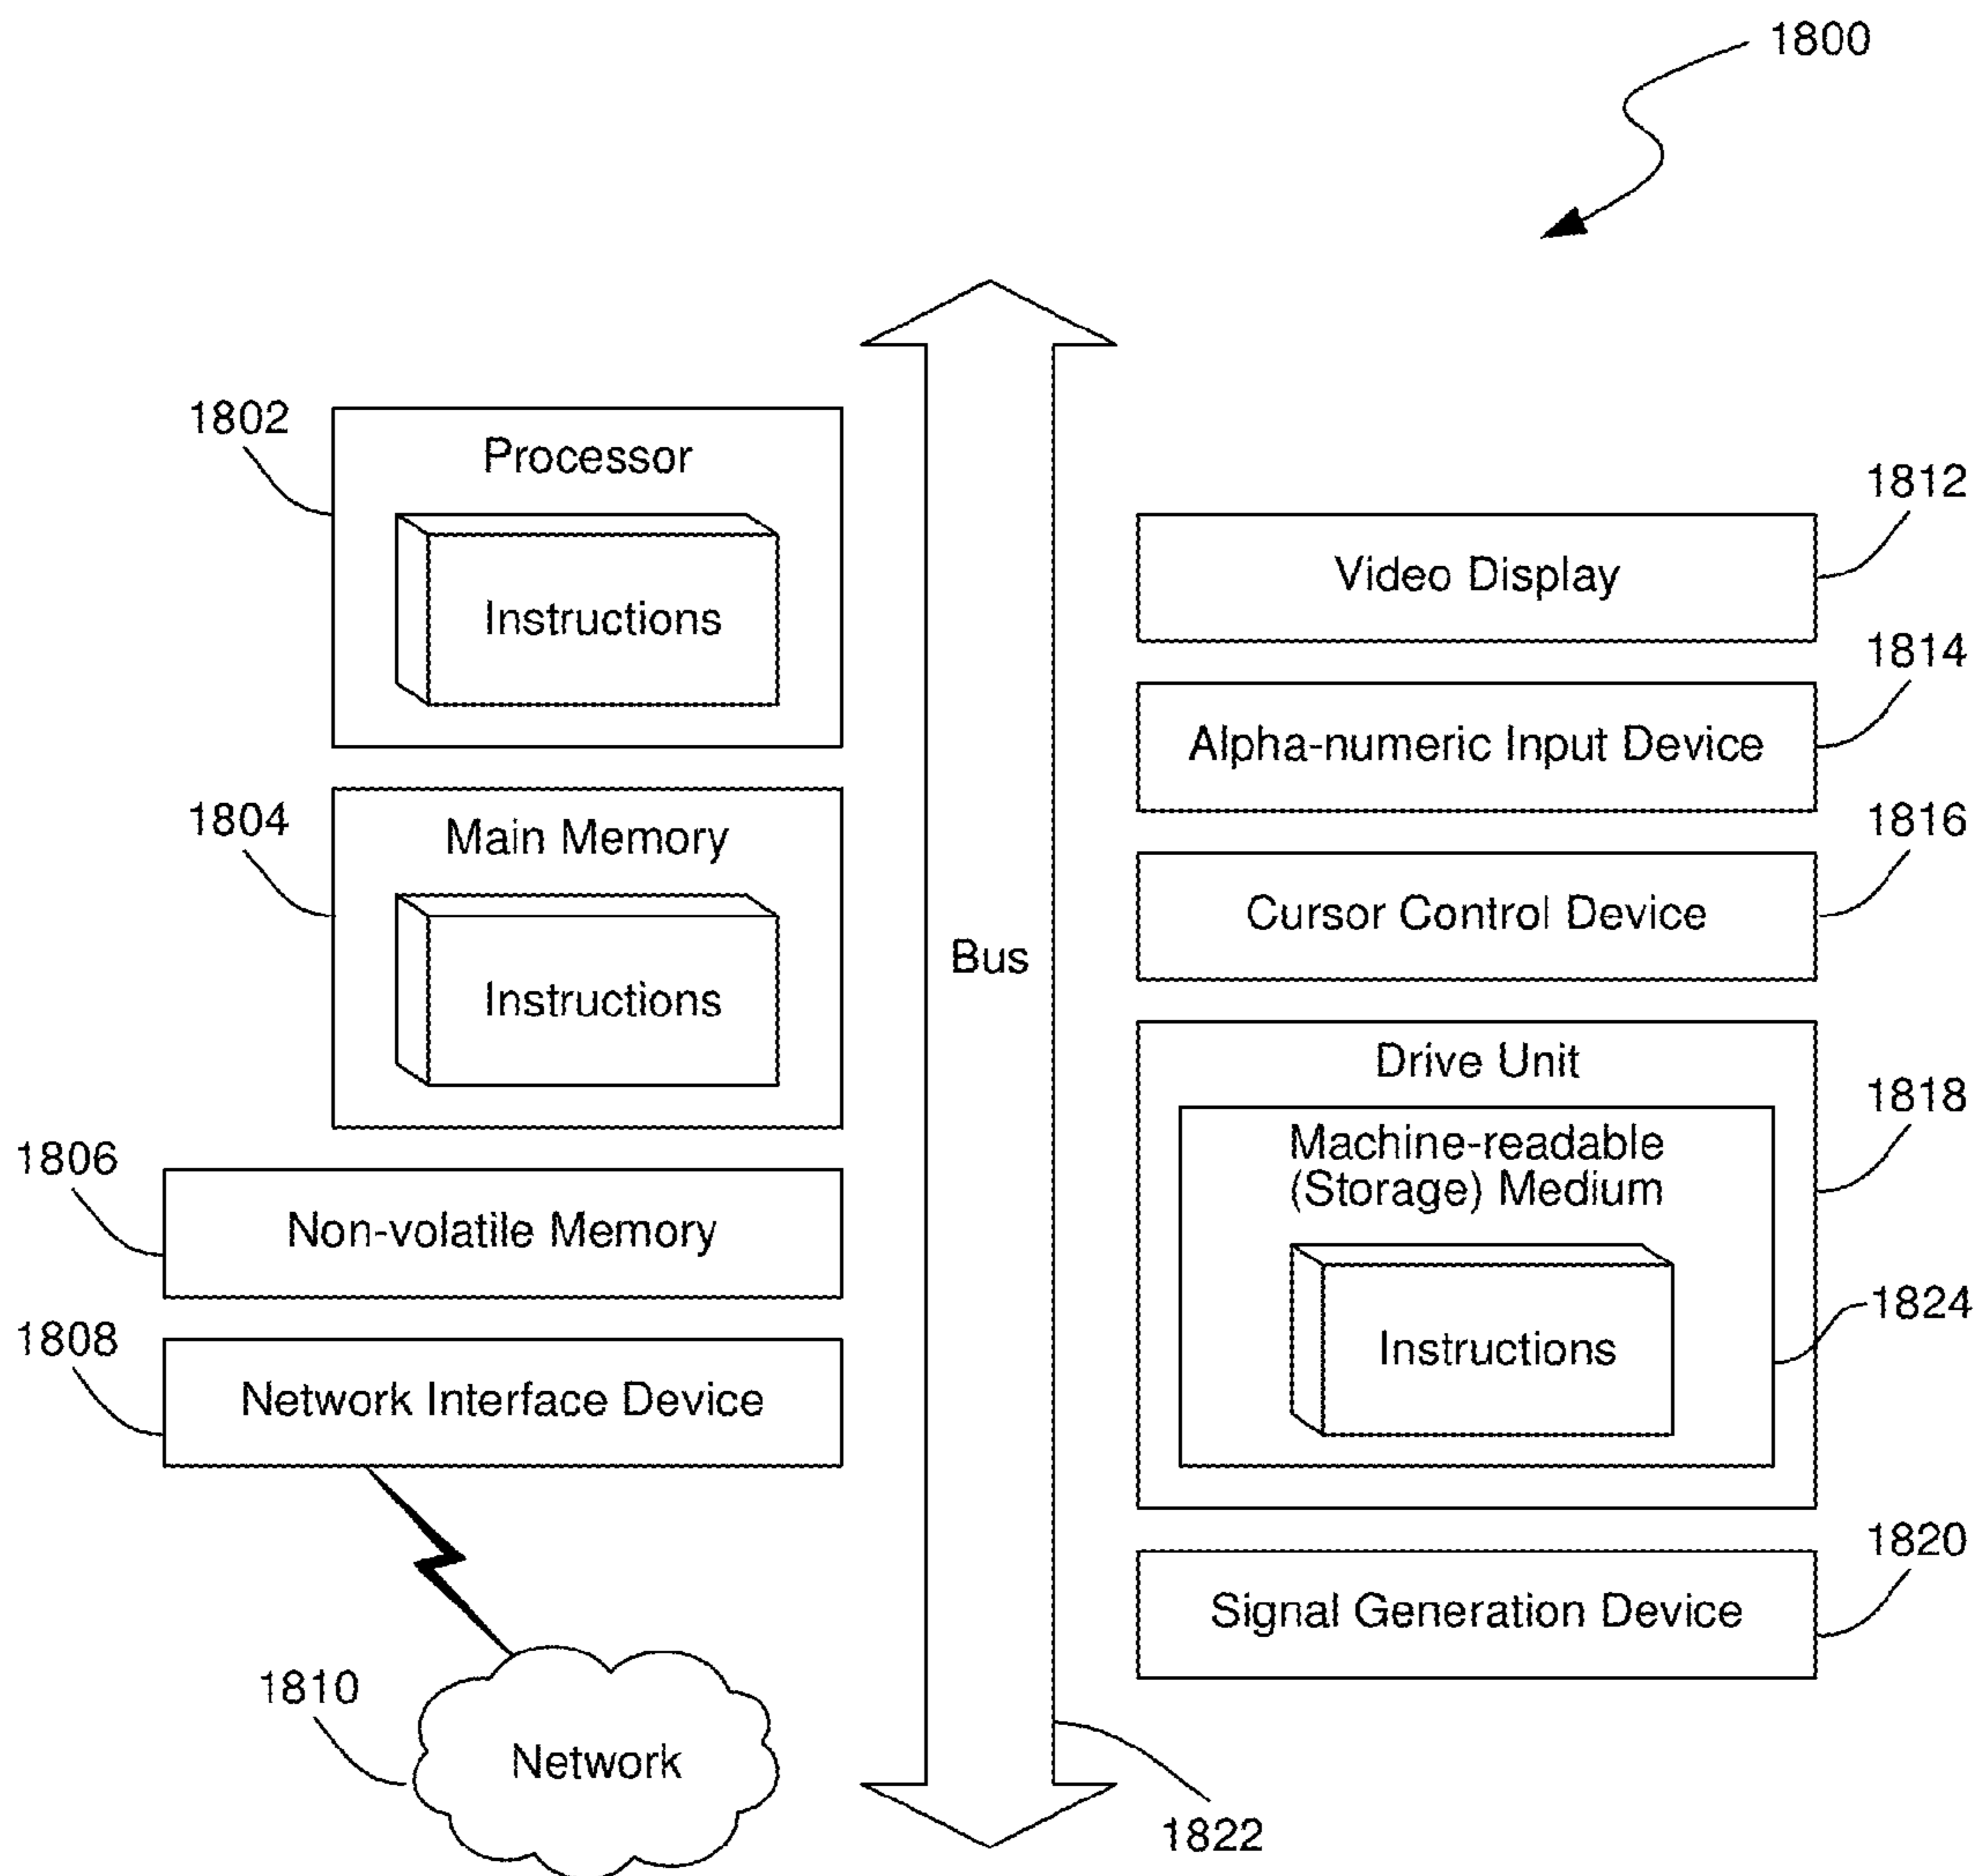 1800
1802
Processor
Instructions
1804
Main Memory
Instructions
1806
Non-volatile Memory
1808
Network Interface Device
1810
Network
Bus
1822
1812
Video Display
1814
Alpha-numeric Input Device
1816
Cursor Control Device
Drive Unit
1818
Machine-readable
(Storage) Medium
1824
Instructions
1820
Signal Generation Device